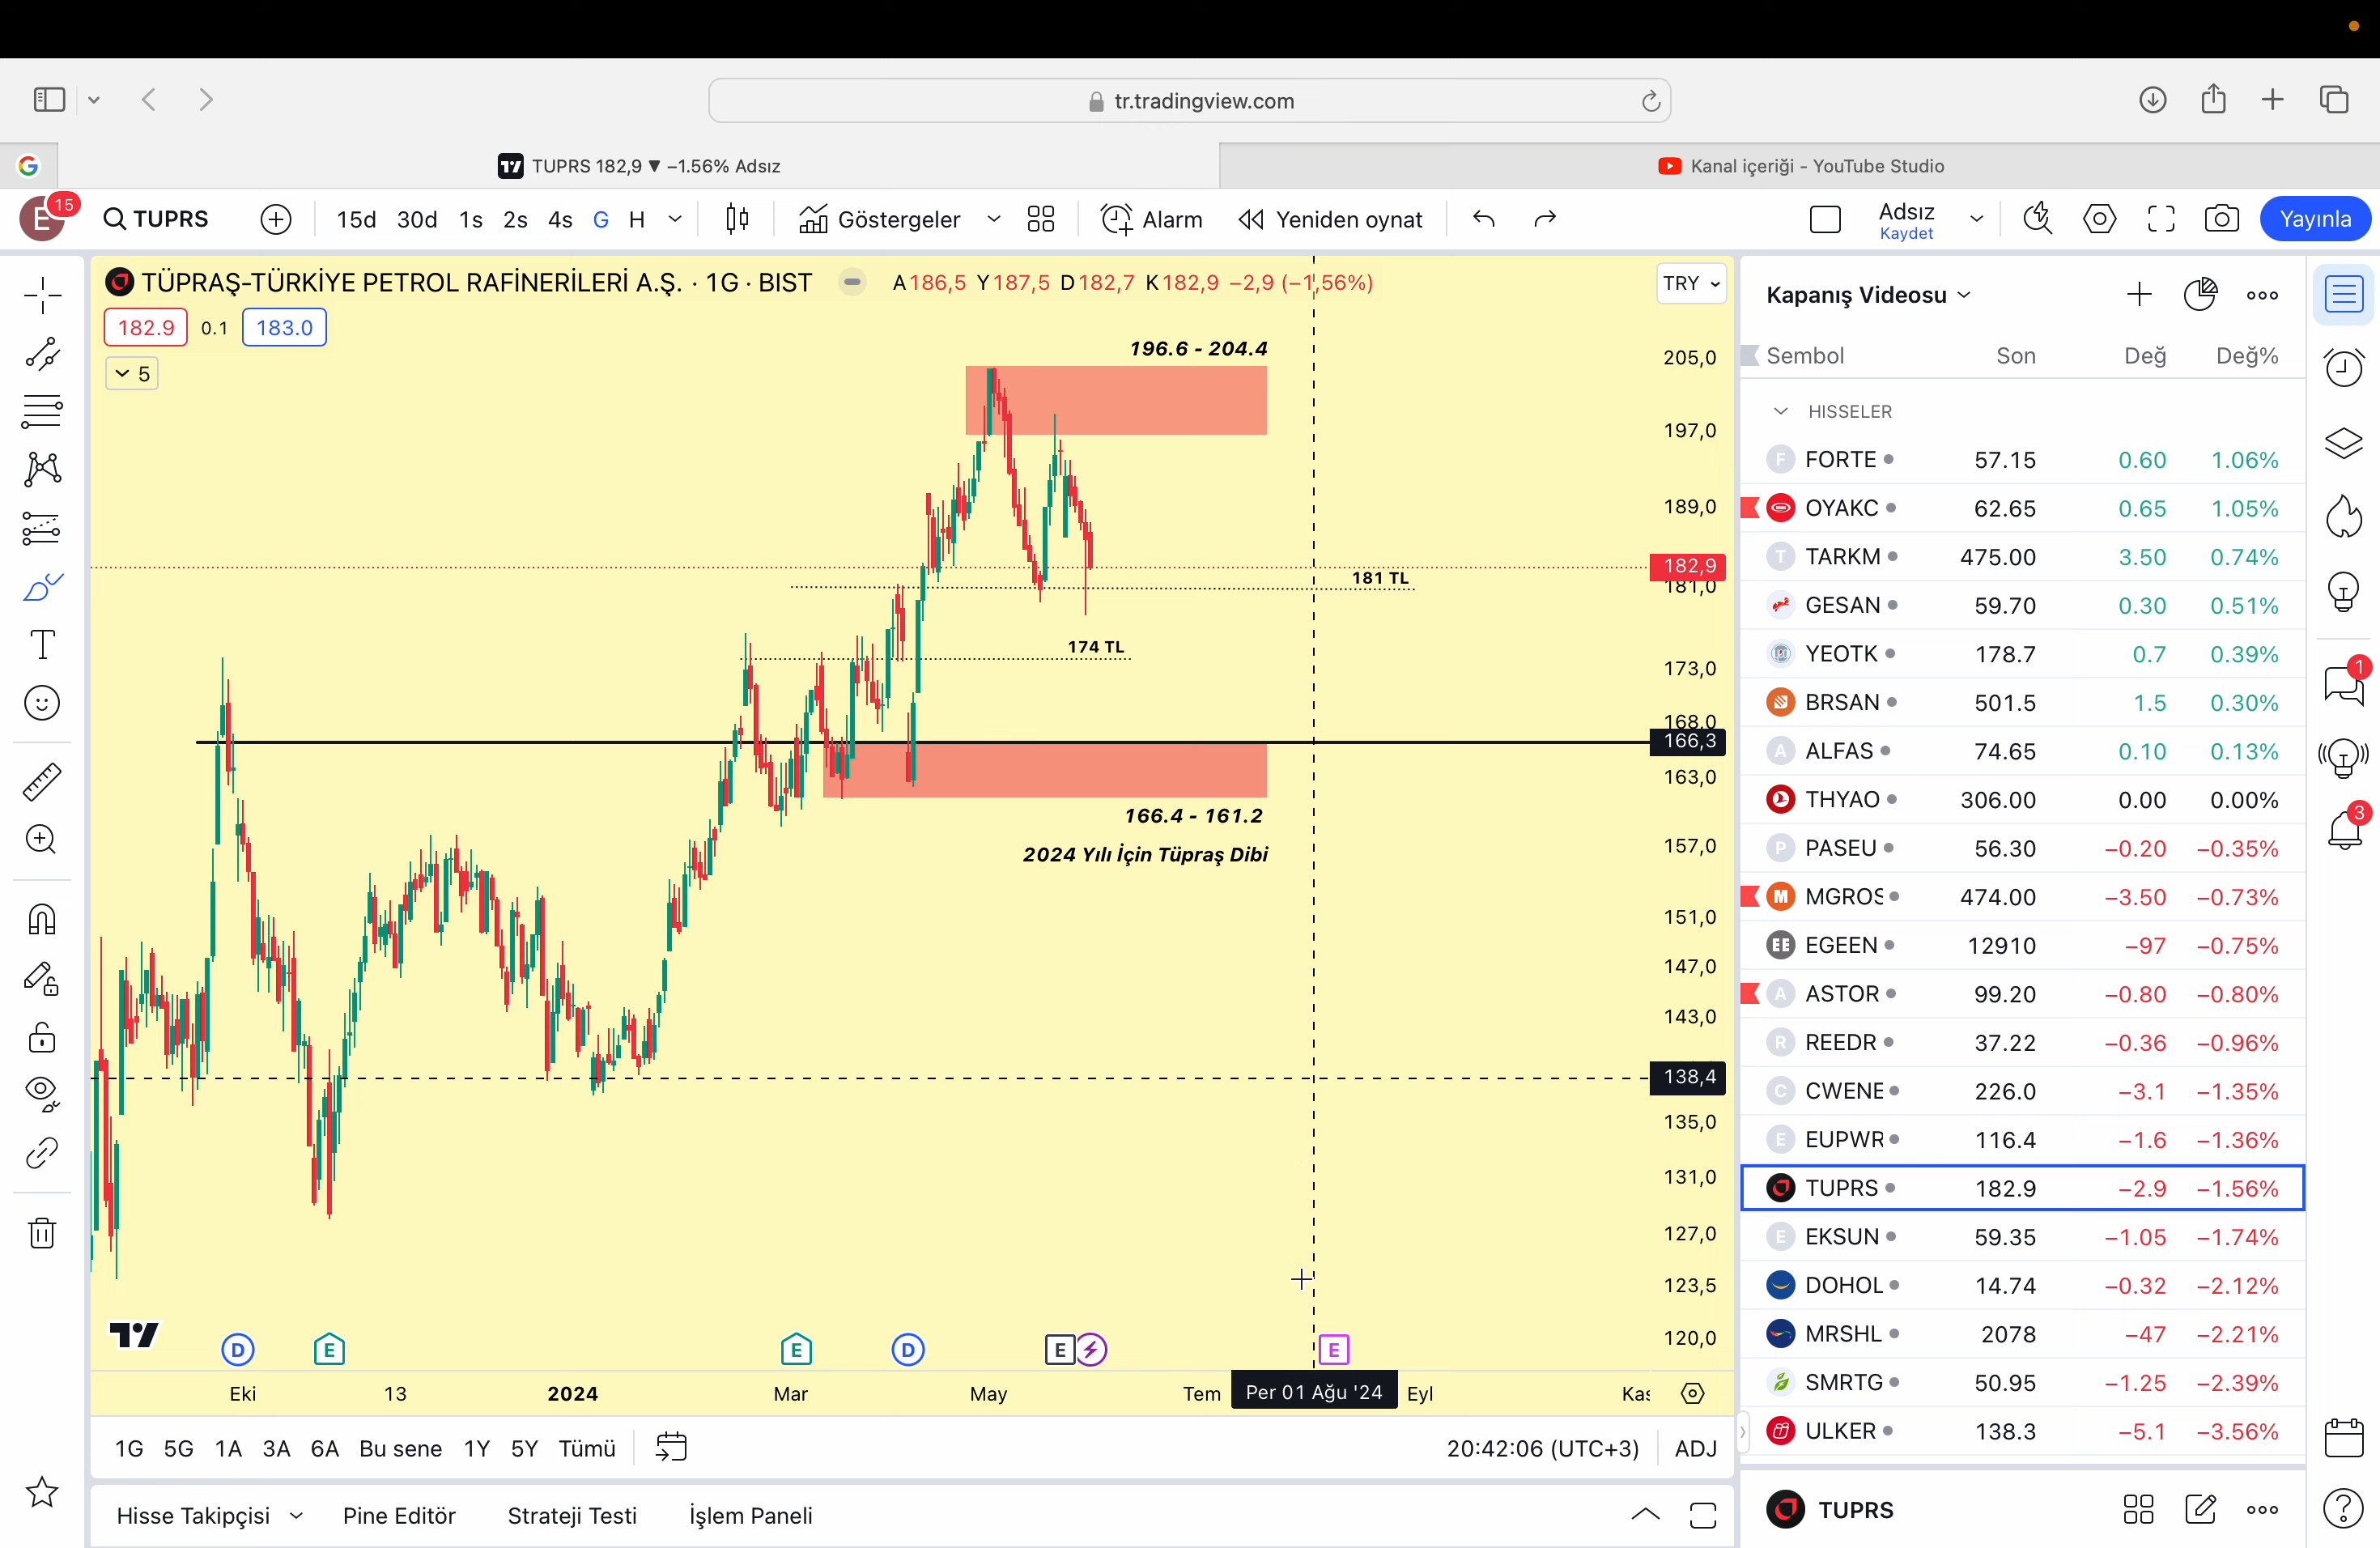 tr.tradingview.com
TUPRS 182,9 ▼ −1.56% Adsız
Kanal içeriği - YouTube Studio
E 15
TUPRS
15d 30d 1s 2s 4s G H
Göstergeler
Alarm
Yeniden oynat
Adsız
Kaydet
Yayınla
TÜPRAŞ-TÜRKİYE PETROL RAFİNERİLERİ A.Ş. · 1G · BIST
A186,5 Y187,5 D182,7 K182,9 −2,9 (−1,56%)
TRY
182.9 0.1 183.0
5
196.6 - 204.4
181 TL
174 TL
166.4 - 161.2
2024 Yılı İçin Tüpraş Dibi
205,0
197,0
189,0
182,9
181,0
173,0
168,0
166,3
163,0
157,0
151,0
147,0
143,0
138,4
135,0
131,0
127,0
123,5
120,0
D E E D E E
Eki 13 2024 Mar May Tem Per 01 Ağu '24 Eyl
1G 5G 1A 3A 6A Bu sene 1Y 5Y Tümü
20:42:06 (UTC+3) ADJ
Hisse Takipçisi Pine Editör Strateji Testi İşlem Paneli
Kapanış Videosu
Sembol Son Değ Değ%
HISSELER
F FORTE 57.15 0.60 1.06%
OYAKC 62.65 0.65 1.05%
T TARKM 475.00 3.50 0.74%
GESAN 59.70 0.30 0.51%
YEOTK 178.7 0.7 0.39%
BRSAN 501.5 1.5 0.30%
A ALFAS 74.65 0.10 0.13%
THYAO 306.00 0.00 0.00%
P PASEU 56.30 −0.20 −0.35%
M MGROS 474.00 −3.50 −0.73%
EE EGEEN 12910 −97 −0.75%
A ASTOR 99.20 −0.80 −0.80%
R REEDR 37.22 −0.36 −0.96%
C CWENE 226.0 −3.1 −1.35%
E EUPWR 116.4 −1.6 −1.36%
TUPRS 182.9 −2.9 −1.56%
E EKSUN 59.35 −1.05 −1.74%
DOHOL 14.74 −0.32 −2.12%
MRSHL 2078 −47 −2.21%
SMRTG 50.95 −1.25 −2.39%
ULKER 138.3 −5.1 −3.56%
TUPRS
1
3